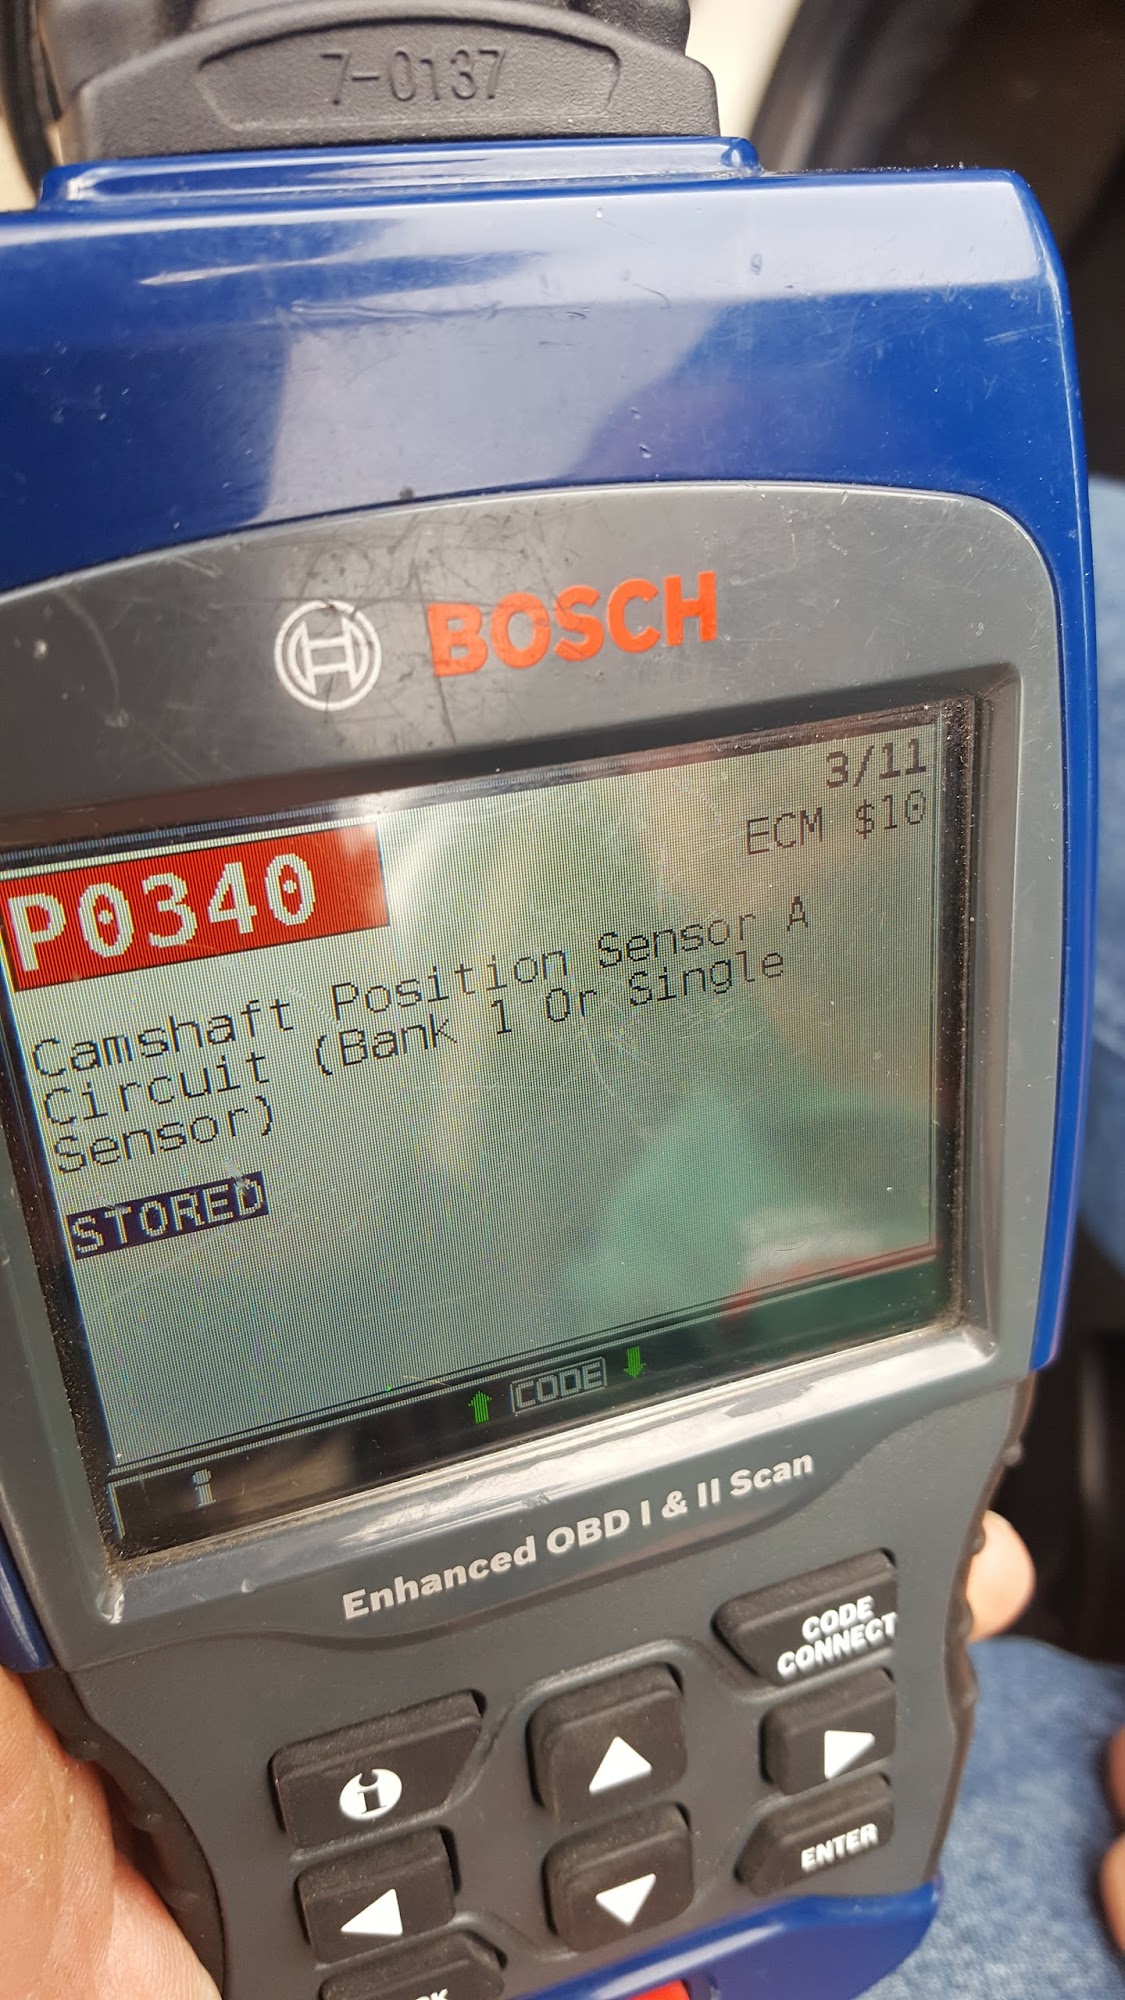 7-0137
BOSCH
3/11
P0340
ECM $10
Camshaft Position Sensor A
Circuit (Bank 1 Or Single
Sensor)
STORED
CODE
i
Enhanced OBD I & II Scan
CODE
CONNECT
i
ENTER